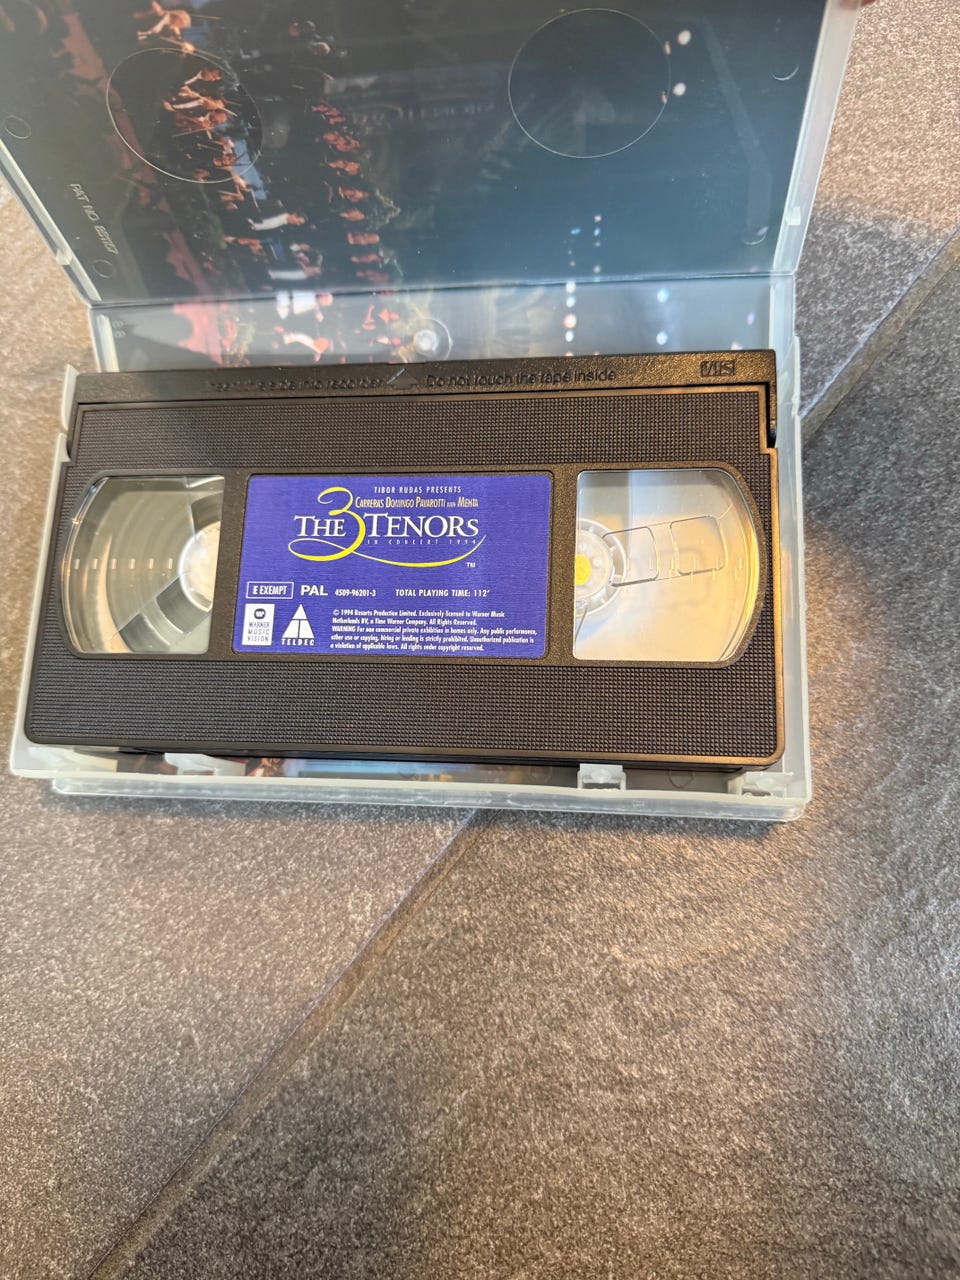 PAT NO
Do not touch the tape inside
VHS
TIBOR RUDAS PRESENTS
CARRERAS DOMINGO PAVAROTTI WITH MEHTA
THE 3 TENORS
IN CONCERT 1994
TM
E EXEMPT PAL 4509-96201-3 TOTAL PLAYING TIME: 112'
WARNER
MUSIC
VISION
TELDEC
© 1994 Resorts Production Limited. Exclusively licensed to Warner Music
Netherlands BV, a Time Warner Company. All Rights Reserved.
WARNING For non commercial private exhibition in homes only. Any public performance,
other use or copying, hiring or lending is strictly prohibited. Unauthorized publication is
a violation of applicable laws. All rights under copyright reserved.